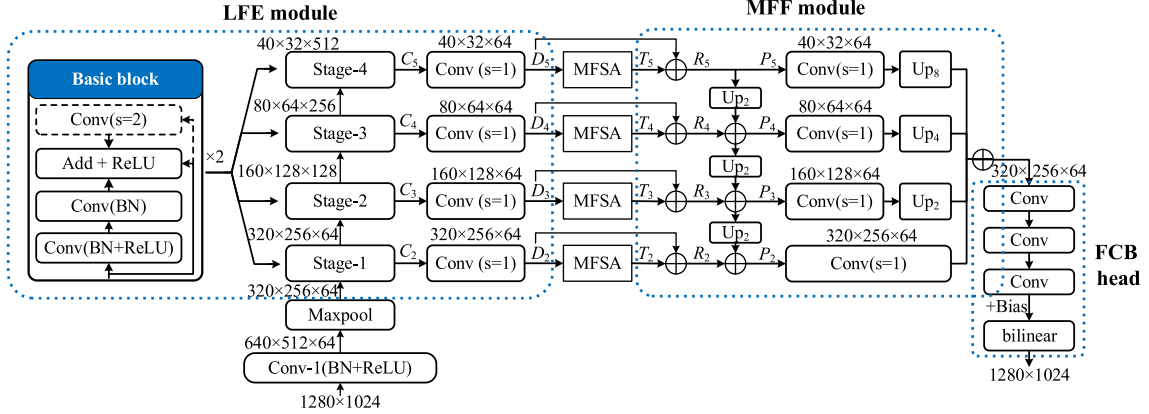 LFE module
MFF module
40×32×512
Basic block
Conv(s=2)
Add + ReLU
Conv(BN)
Conv(BN+ReLU)
×2
Stage-4
C5
40×32×64
Conv (s=1)
D5
MFSA
T5
R5
P5
40×32×64
Conv(s=1)
Up8
Up2
80×64×256
Stage-3
C4
80×64×64
Conv (s=1)
D4
MFSA
T4
R4
P4
80×64×64
Conv(s=1)
Up4
Up2
160×128×128
Stage-2
C3
160×128×64
Conv (s=1)
D3
MFSA
T3
R3
P3
160×128×64
Conv(s=1)
Up2
Up2
320×256×64
Stage-1
C2
320×256×64
Conv (s=1)
D2
MFSA
T2
R2
P2
320×256×64
Conv(s=1)
320×256×64
Maxpool
640×512×64
Conv-1(BN+ReLU)
1280×1024
320×256×64
Conv
Conv
Conv
+Bias
bilinear
1280×1024
FCB
head